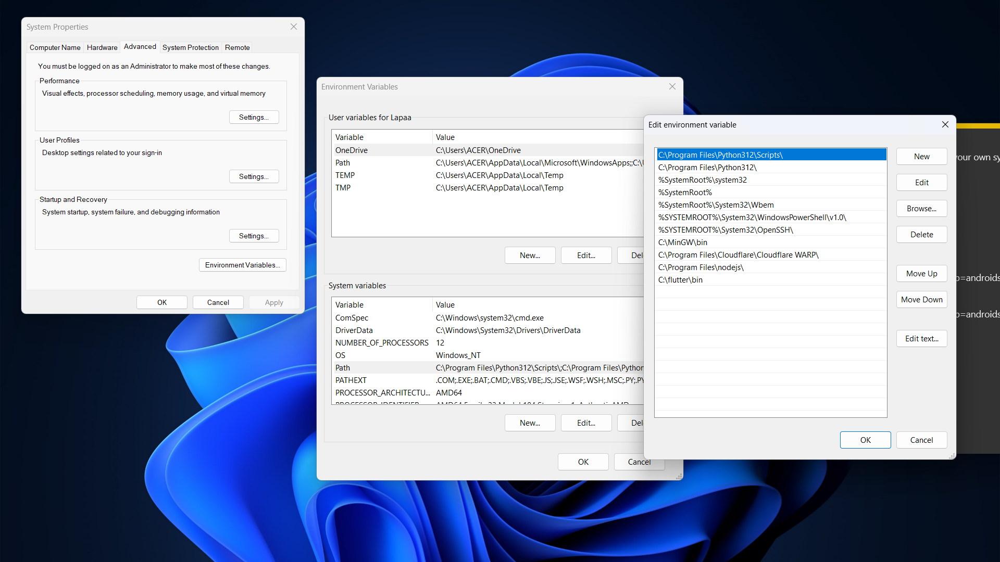 System Properties
Computer Name Hardware Advanced System Protection Remote
You must be logged on as an Administrator to make most of these changes.
Performance
Visual effects, processor scheduling, memory usage, and virtual memory
Settings...
User Profiles
Desktop settings related to your sign-in
Settings...
Startup and Recovery
System startup, system failure, and debugging information
Settings...
Environment Variables...
OK Cancel Apply
Environment Variables
User variables for Lapaa
Variable Value
OneDrive C:\Users\ACER\OneDrive
Path C:\Users\ACER\AppData\Local\Microsoft\WindowsApps;;C:\
TEMP C:\Users\ACER\AppData\Local\Temp
TMP C:\Users\ACER\AppData\Local\Temp
New... Edit...
System variables
Variable Value
ComSpec C:\Windows\system32\cmd.exe
DriverData C:\Windows\System32\Drivers\DriverData
NUMBER_OF_PROCESSORS 12
OS Windows_NT
Path C:\Program Files\Python312\Scripts\;C:\Program Files\Python
PATHEXT .COM;.EXE;.BAT;.CMD;.VBS;.VBE;.JS;.JSE;.WSF;.WSH;.MSC;.PY;.PY
PROCESSOR_ARCHITECTU... AMD64
New... Edit...
OK Cancel
Edit environment variable
C:\Program Files\Python312\Scripts\
C:\Program Files\Python312\
%SystemRoot%\system32
%SystemRoot%
%SystemRoot%\System32\Wbem
%SYSTEMROOT%\System32\WindowsPowerShell\v1.0\
%SYSTEMROOT%\System32\OpenSSH\
C:\MinGW\bin
C:\Program Files\Cloudflare\Cloudflare WARP\
C:\Program Files\nodejs\
C:\flutter\bin
New
Edit
Browse...
Delete
Move Up
Move Down
Edit text...
OK Cancel
your own sy
=androids
=androids